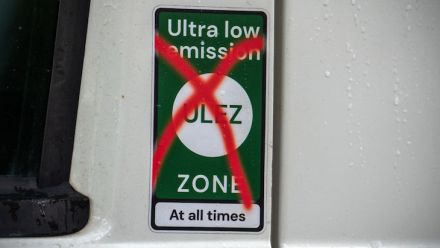 Ultra low
emission
ULEZ
ZONE
At all times